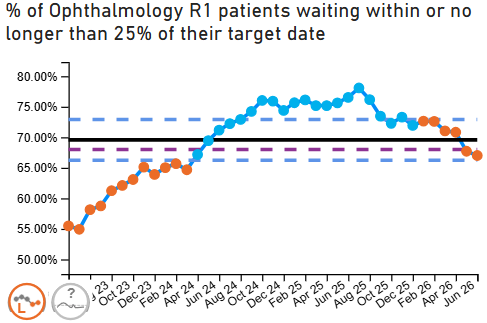 % of Ophthalmology R1 patients waiting within or no
longer than 25% of their target date
80.00%
75.00%
70.00%
65.00%
60.00%
55.00%
50.00%
23
Oct 23
Dec 23
Feb 24
Apr 24
Jun 24
Aug 24
Oct 24
Dec 24
Feb 25
Apr 25
Jun 25
Aug 25
Oct 25
Dec 25
Feb 26
Apr 26
Jun 26
L
?